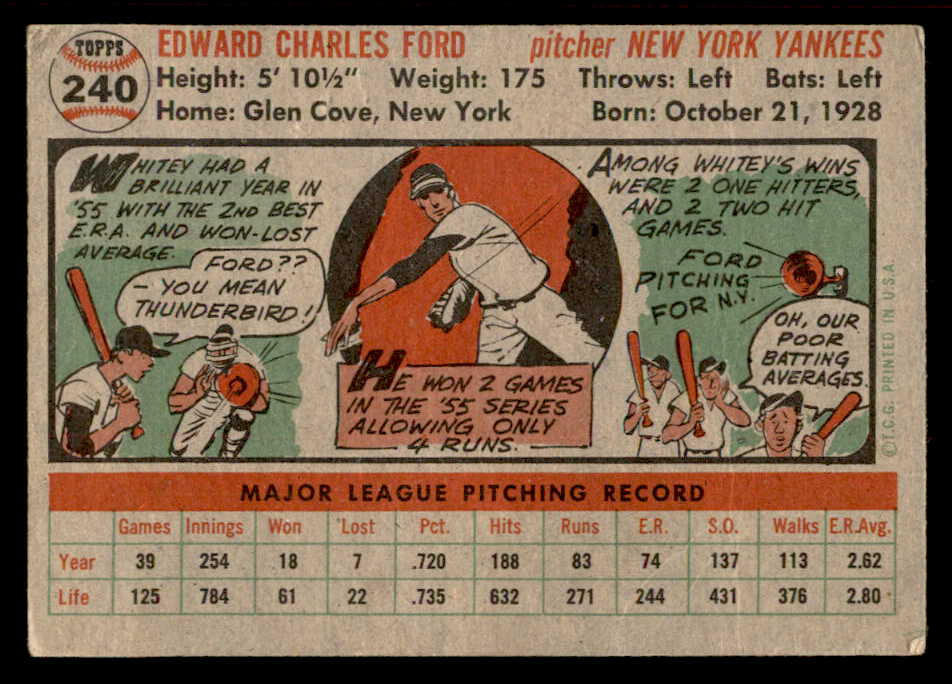 TOPPS
240
EDWARD CHARLES FORD pitcher NEW YORK YANKEES
Height: 5' 10½" Weight: 175 Throws: Left Bats: Left
Home: Glen Cove, New York Born: October 21, 1928
WHITEY HAD A
BRILLIANT YEAR IN
'55 WITH THE 2ND BEST
E.R.A. AND WON-LOST
AVERAGE.
FORD??
- YOU MEAN
THUNDERBIRD!
HE WON 2 GAMES
IN THE '55 SERIES
ALLOWING ONLY
4 RUNS.
AMONG WHITEY'S WINS
WERE 2 ONE HITTERS,
AND 2 TWO HIT
GAMES.
FORD
PITCHING
FOR N.Y.
OH, OUR
POOR
BATTING
AVERAGES.
©T.C.G. PRINTED IN U.S.A.
MAJOR LEAGUE PITCHING RECORD
Games Innings Won Lost Pct. Hits Runs E.R. S.O. Walks E.R.Avg.
Year 39 254 18 7 .720 188 83 74 137 113 2.62
Life 125 784 61 22 .735 632 271 244 431 376 2.80